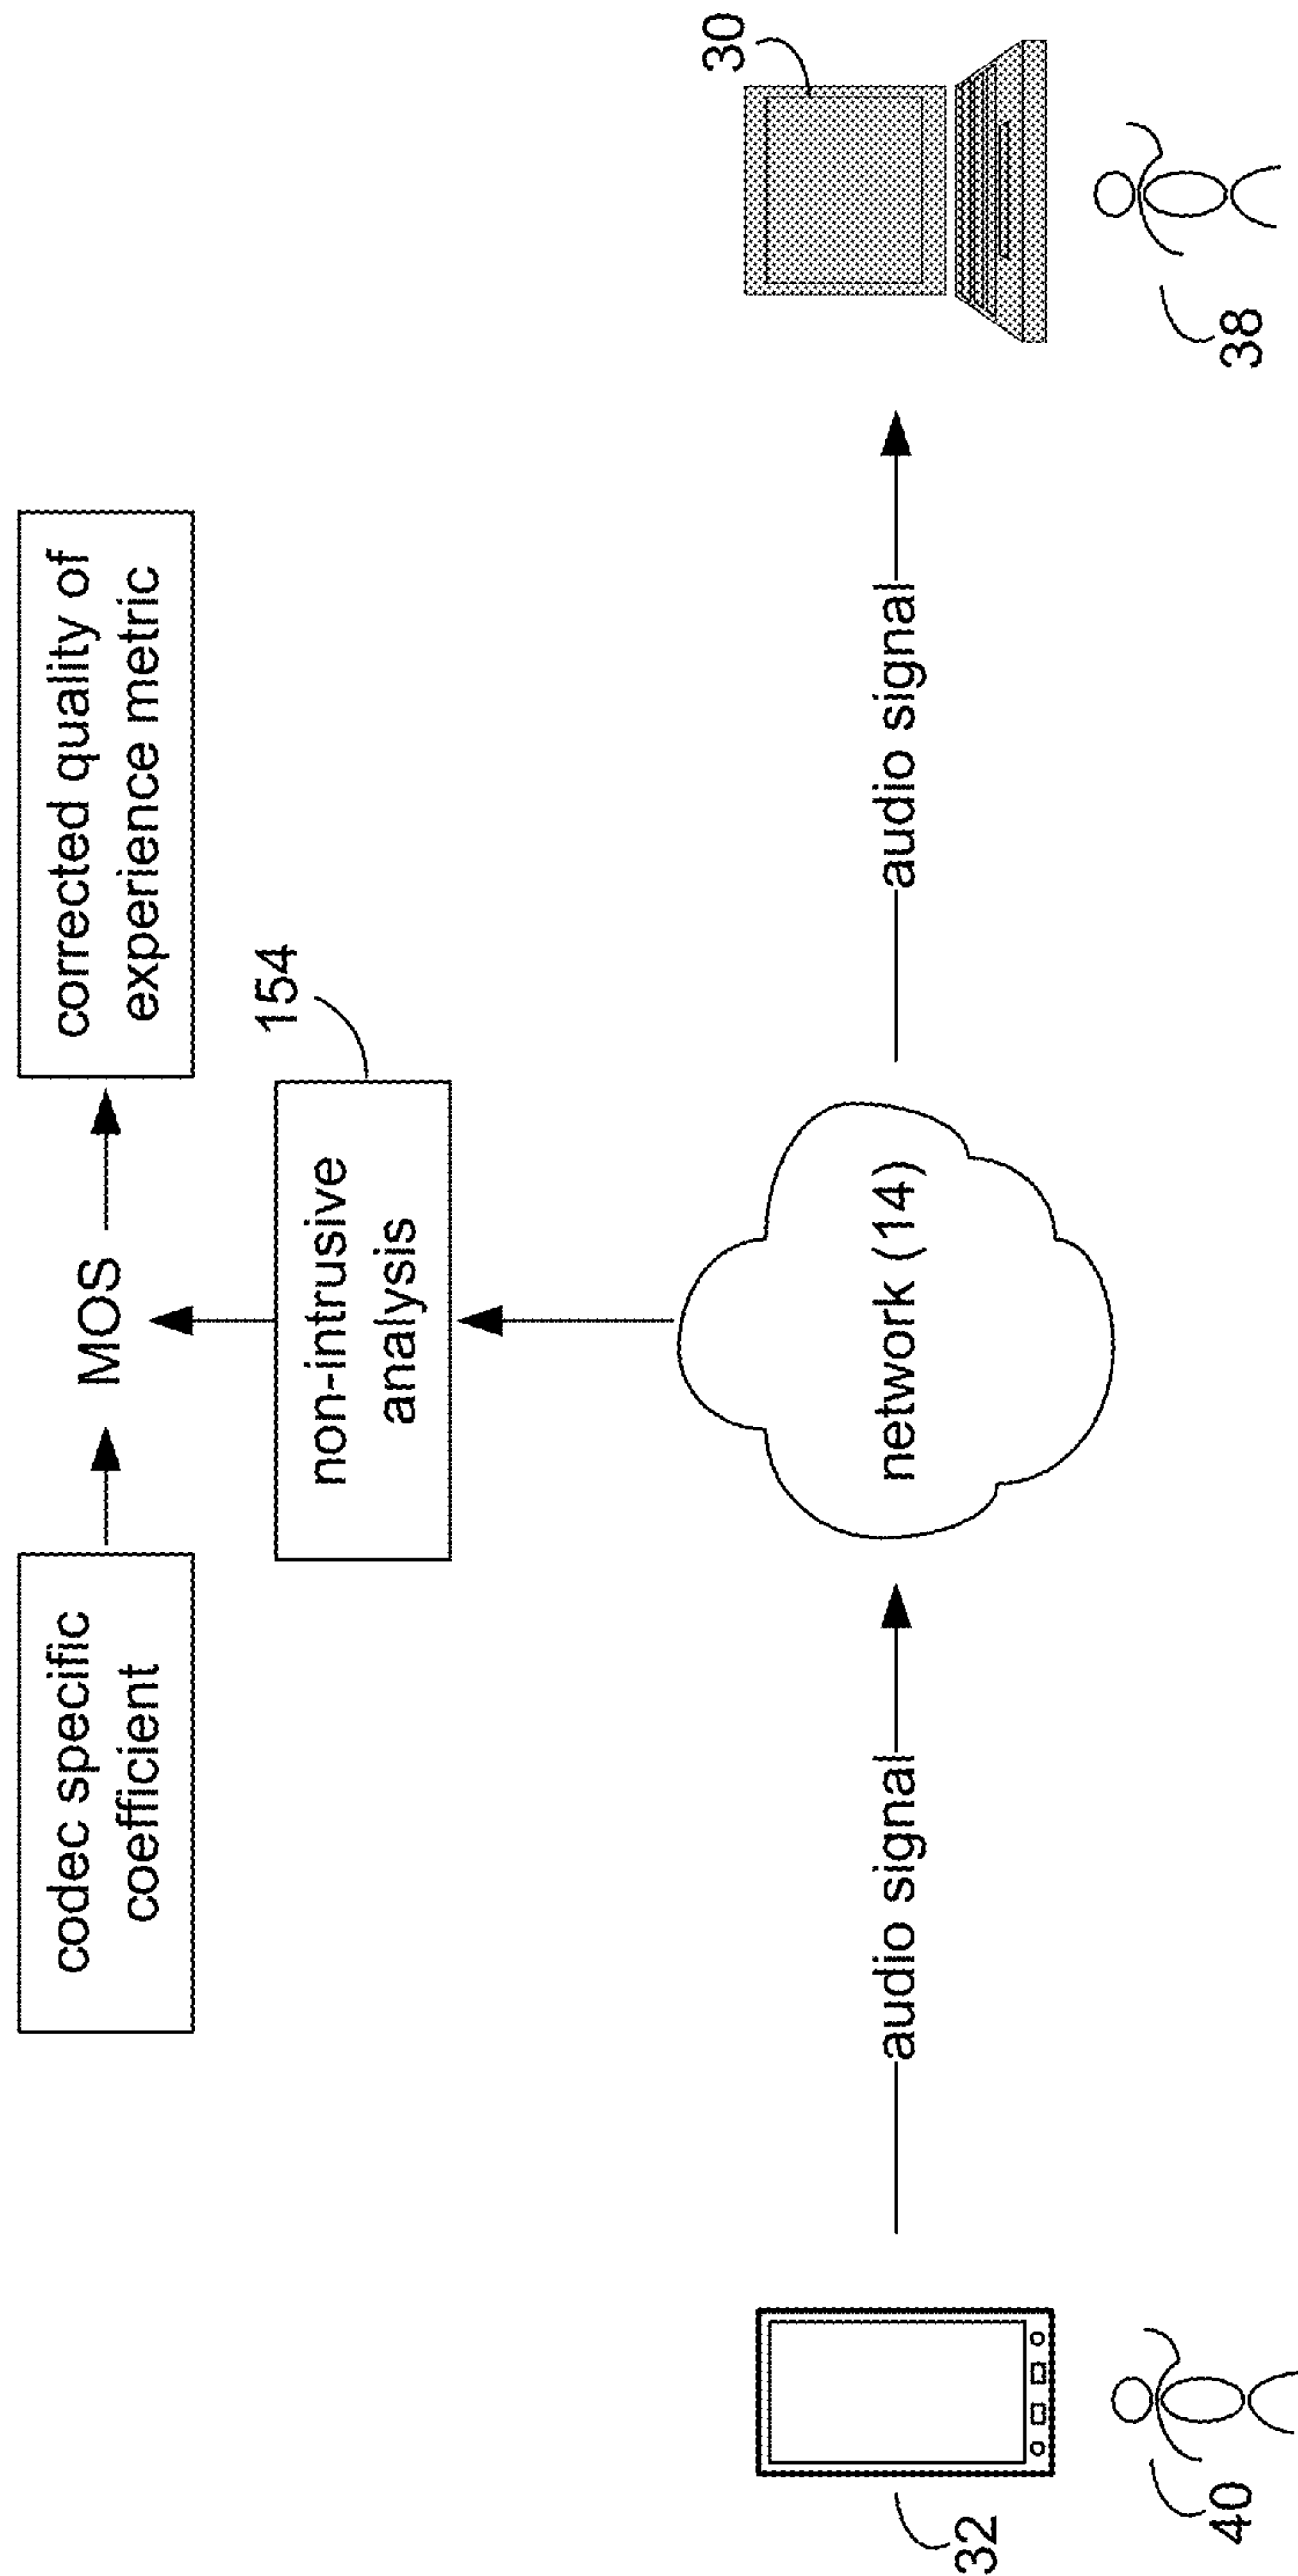 codec specific
coefficient
MOS
corrected quality of
experience metric
non-intrusive
analysis
154
32
40
audio signal
network (14)
audio signal
30
38